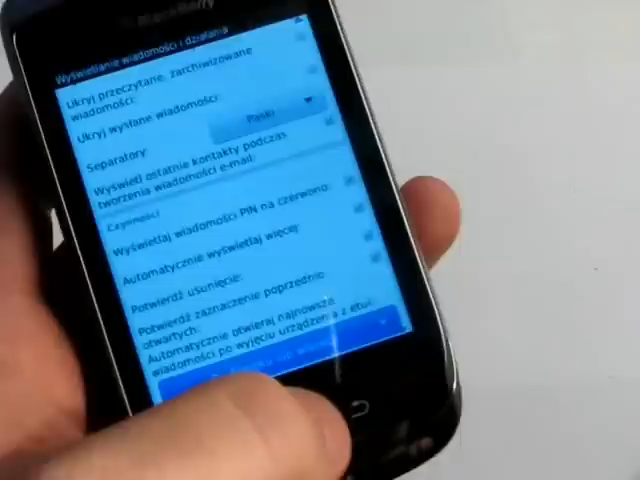 BlackBerry
Wyświetlanie wiadomości i działania
Ukryj przeczytane, zarchiwizowane
wiadomości:
Ukryj wysłane wiadomości:
Separatory
Paski
Wyświetl ostatnie kontakty podczas
tworzenia wiadomości e-mail:
Czynności
Wyświetlaj wiadomości PIN na czerwono:
Automatycznie wyświetlaj więcej
Potwierdź usunięcie:
Potwierdź zaznaczenie poprzednio
otwartych:
Automatycznie otwieraj najnowsze
wiadomości po wyjęciu urządzenia z etui: